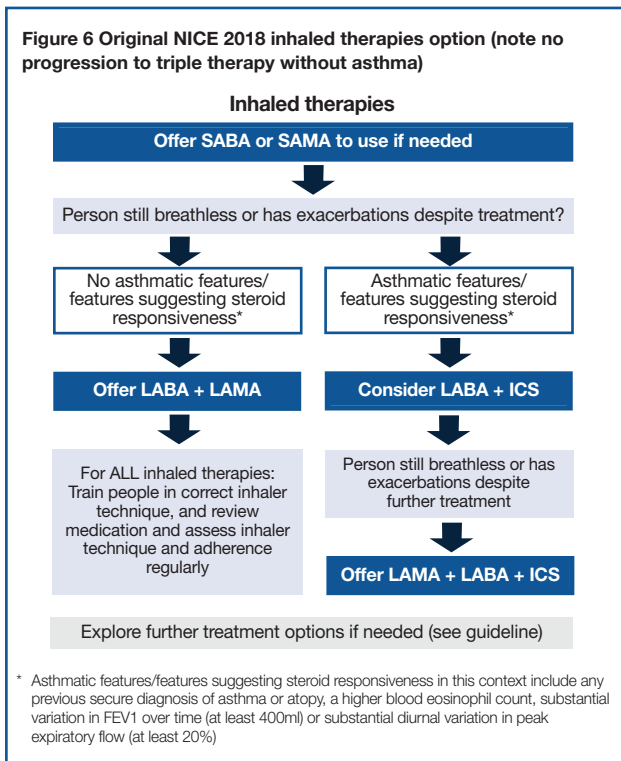 Figure 6 Original NICE 2018 inhaled therapies option (note no
progression to triple therapy without asthma)
Inhaled therapies
Offer SABA or SAMA to use if needed
Person still breathless or has exacerbations despite treatment?
No asthmatic features/
features suggesting steroid
responsiveness*
Asthmatic features/
features suggesting steroid
responsiveness*
Offer LABA + LAMA
Consider LABA + ICS
For ALL inhaled therapies:
Train people in correct inhaler
technique, and review
medication and assess inhaler
technique and adherence
regularly
Person still breathless or has
exacerbations despite
further treatment
Offer LAMA + LABA + ICS
Explore further treatment options if needed (see guideline)
* Asthmatic features/features suggesting steroid responsiveness in this context include any
previous secure diagnosis of asthma or atopy, a higher blood eosinophil count, substantial
variation in FEV1 over time (at least 400ml) or substantial diurnal variation in peak
expiratory flow (at least 20%)